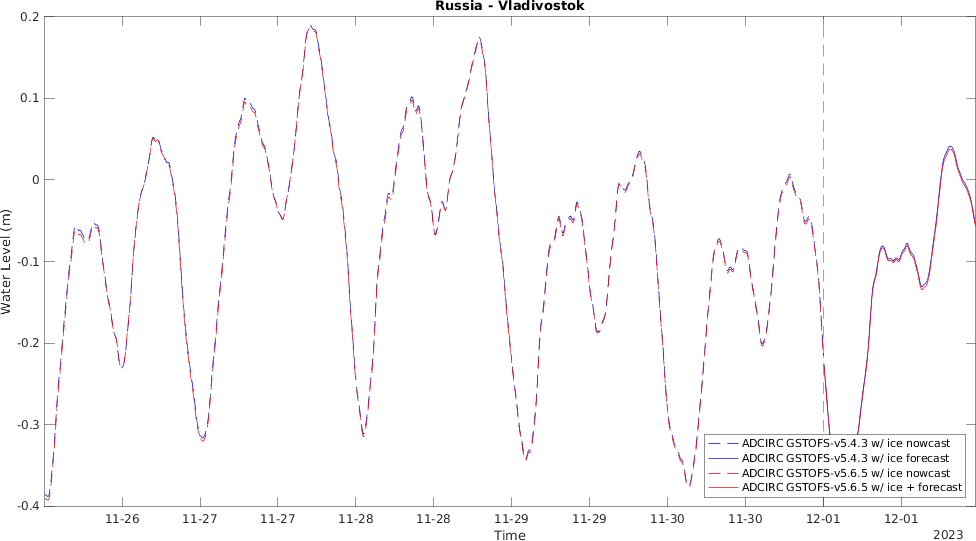 Russia - Vladivostok
0.2
0.1
0
-0.1
-0.2
-0.3
-0.4
Water Level (m)
ADCIRC GSTOFS-v5.4.3 w/ ice nowcast
ADCIRC GSTOFS-v5.4.3 w/ ice forecast
ADCIRC GSTOFS-v5.6.5 w/ ice nowcast
ADCIRC GSTOFS-v5.6.5 w/ ice + forecast
11-26 11-27 11-27 11-28 11-28 11-29 11-29 11-30 11-30 12-01 12-01
Time
2023